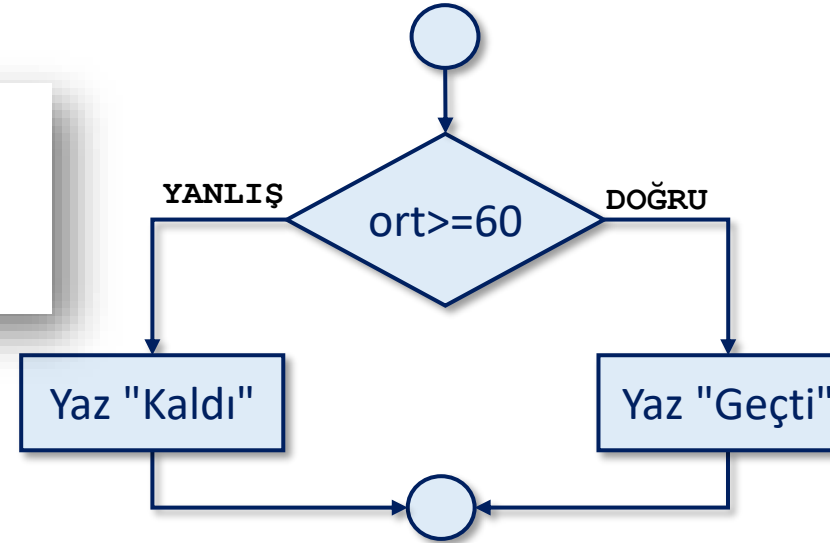 YANLIŞ
ort>=60
DOĞRU
Yaz "Kaldı"
Yaz "Geçti"